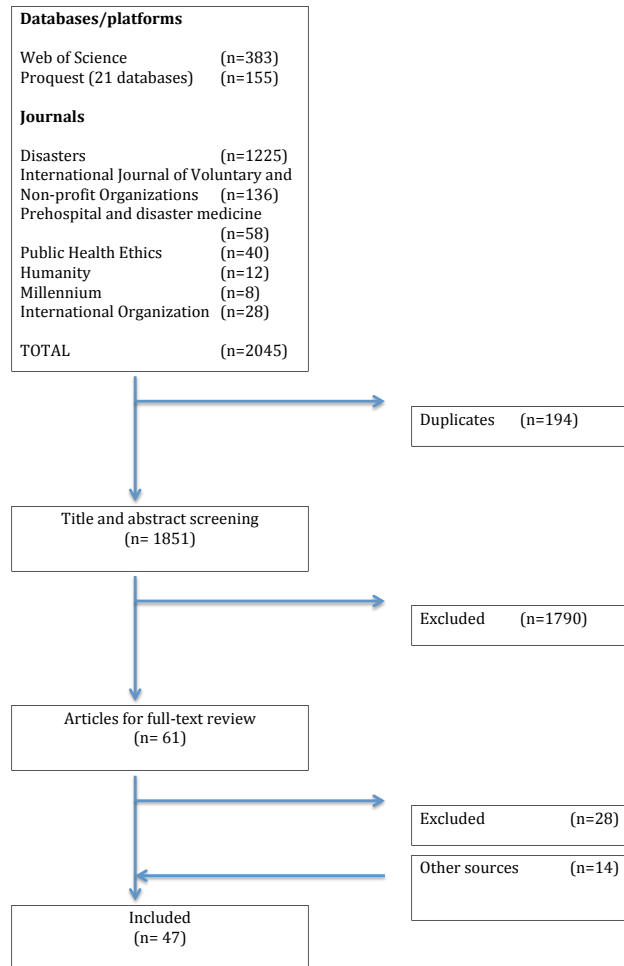 Databases/platforms
Web of Science (n=383)
Proquest (21 databases) (n=155)
Journals
Disasters (n=1225)
International Journal of Voluntary and
Non-profit Organizations (n=136)
Prehospital and disaster medicine
(n=58)
Public Health Ethics (n=40)
Humanity (n=12)
Millennium (n=8)
International Organization (n=28)
TOTAL (n=2045)
Duplicates (n=194)
Title and abstract screening
(n= 1851)
Excluded (n=1790)
Articles for full-text review
(n= 61)
Excluded (n=28)
Other sources (n=14)
Included
(n= 47)